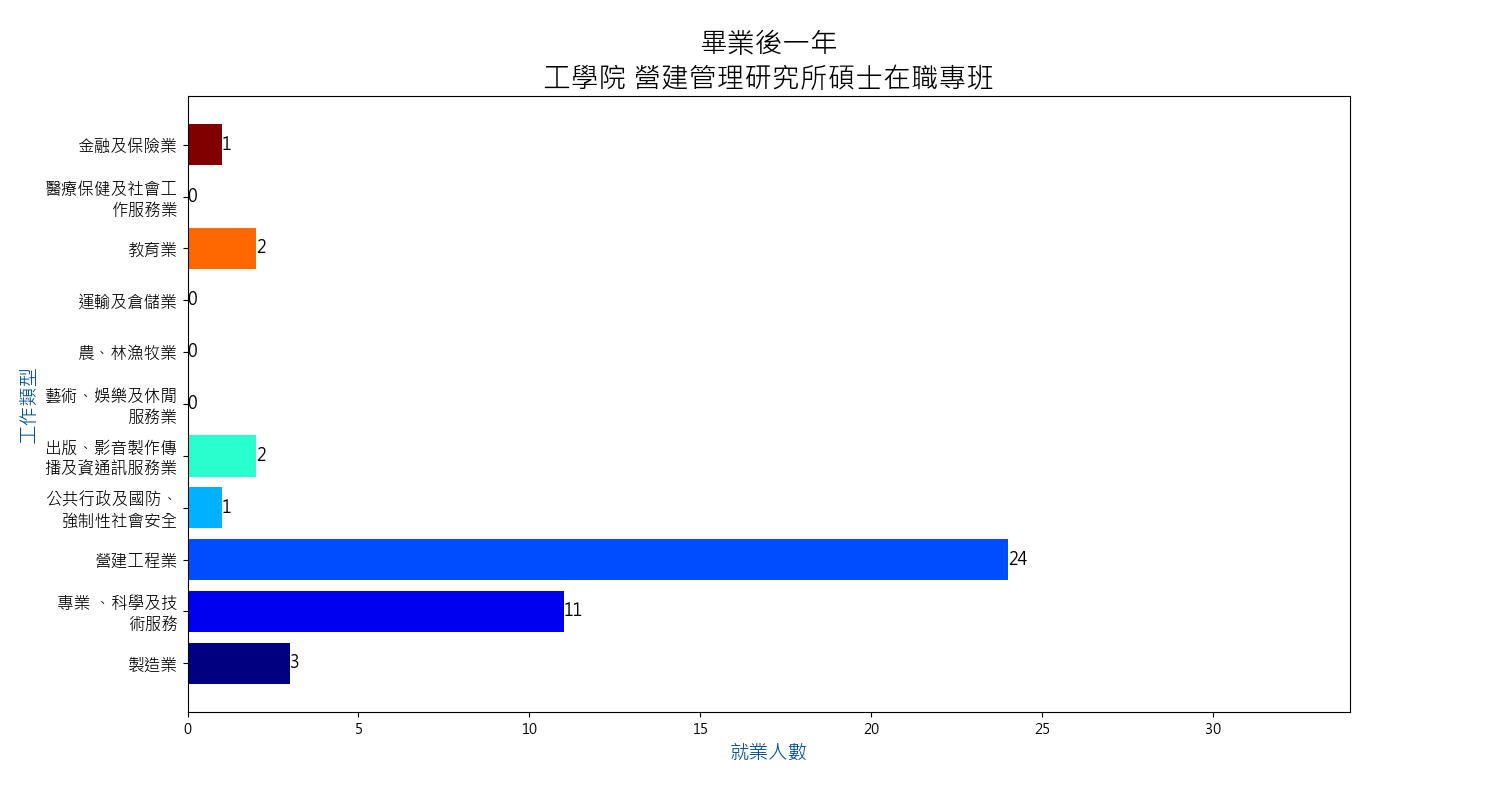 畢業後一年
工學院 營建管理研究所碩士在職專班
金融及保險業
1
醫療保健及社會工
作服務業
0
教育業
2
運輸及倉儲業
0
農、林漁牧業
0
藝術、娛樂及休閒
服務業
0
出版、影音製作傳
播及資通訊服務業
2
公共行政及國防、
強制性社會安全
1
營建工程業
24
專業 、科學及技
術服務
11
製造業
3
工作類型
0 5 10 15 20 25 30
就業人數